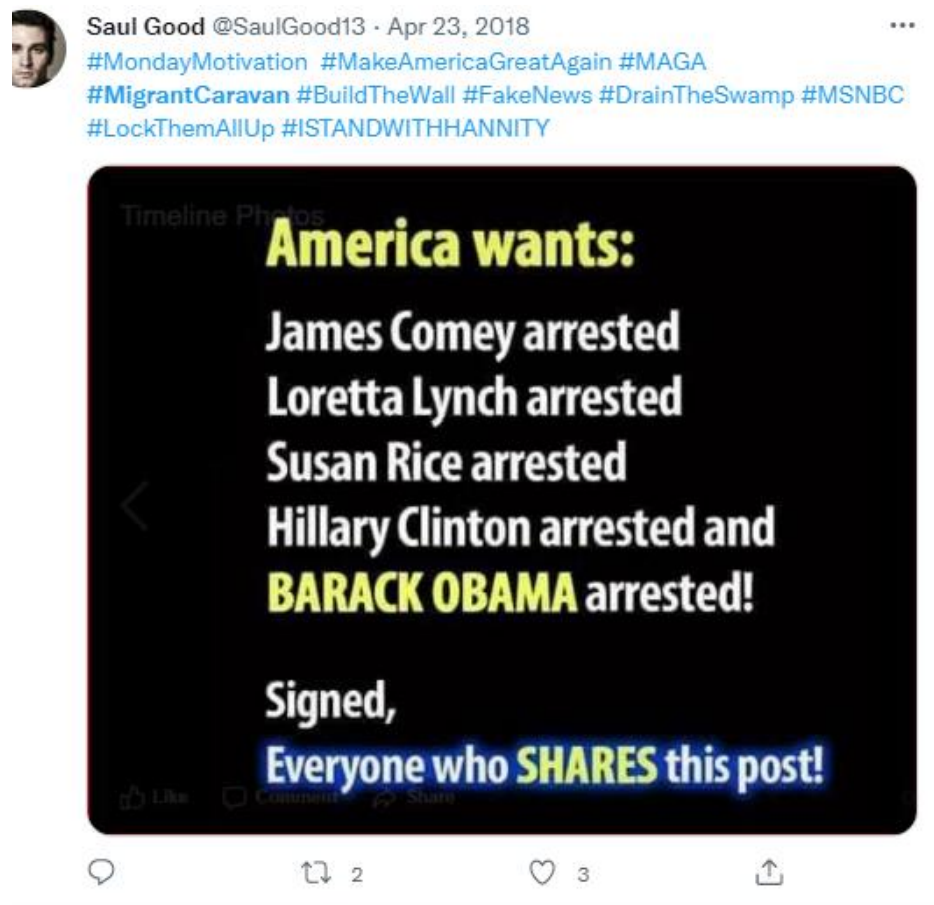 Saul Good @SaulGood13 · Apr 23, 2018
#MondayMotivation #MakeAmericaGreatAgain #MAGA
#MigrantCaravan #BuildTheWall #FakeNews #DrainTheSwamp #MSNBC
#LockThemAllUp #ISTANDWITHHANNITY
Timeline Photos
America wants:
James Comey arrested
Loretta Lynch arrested
Susan Rice arrested
Hillary Clinton arrested and
BARACK OBAMA arrested!
Signed,
Everyone who SHARES this post!
Like Comment Share
2 3